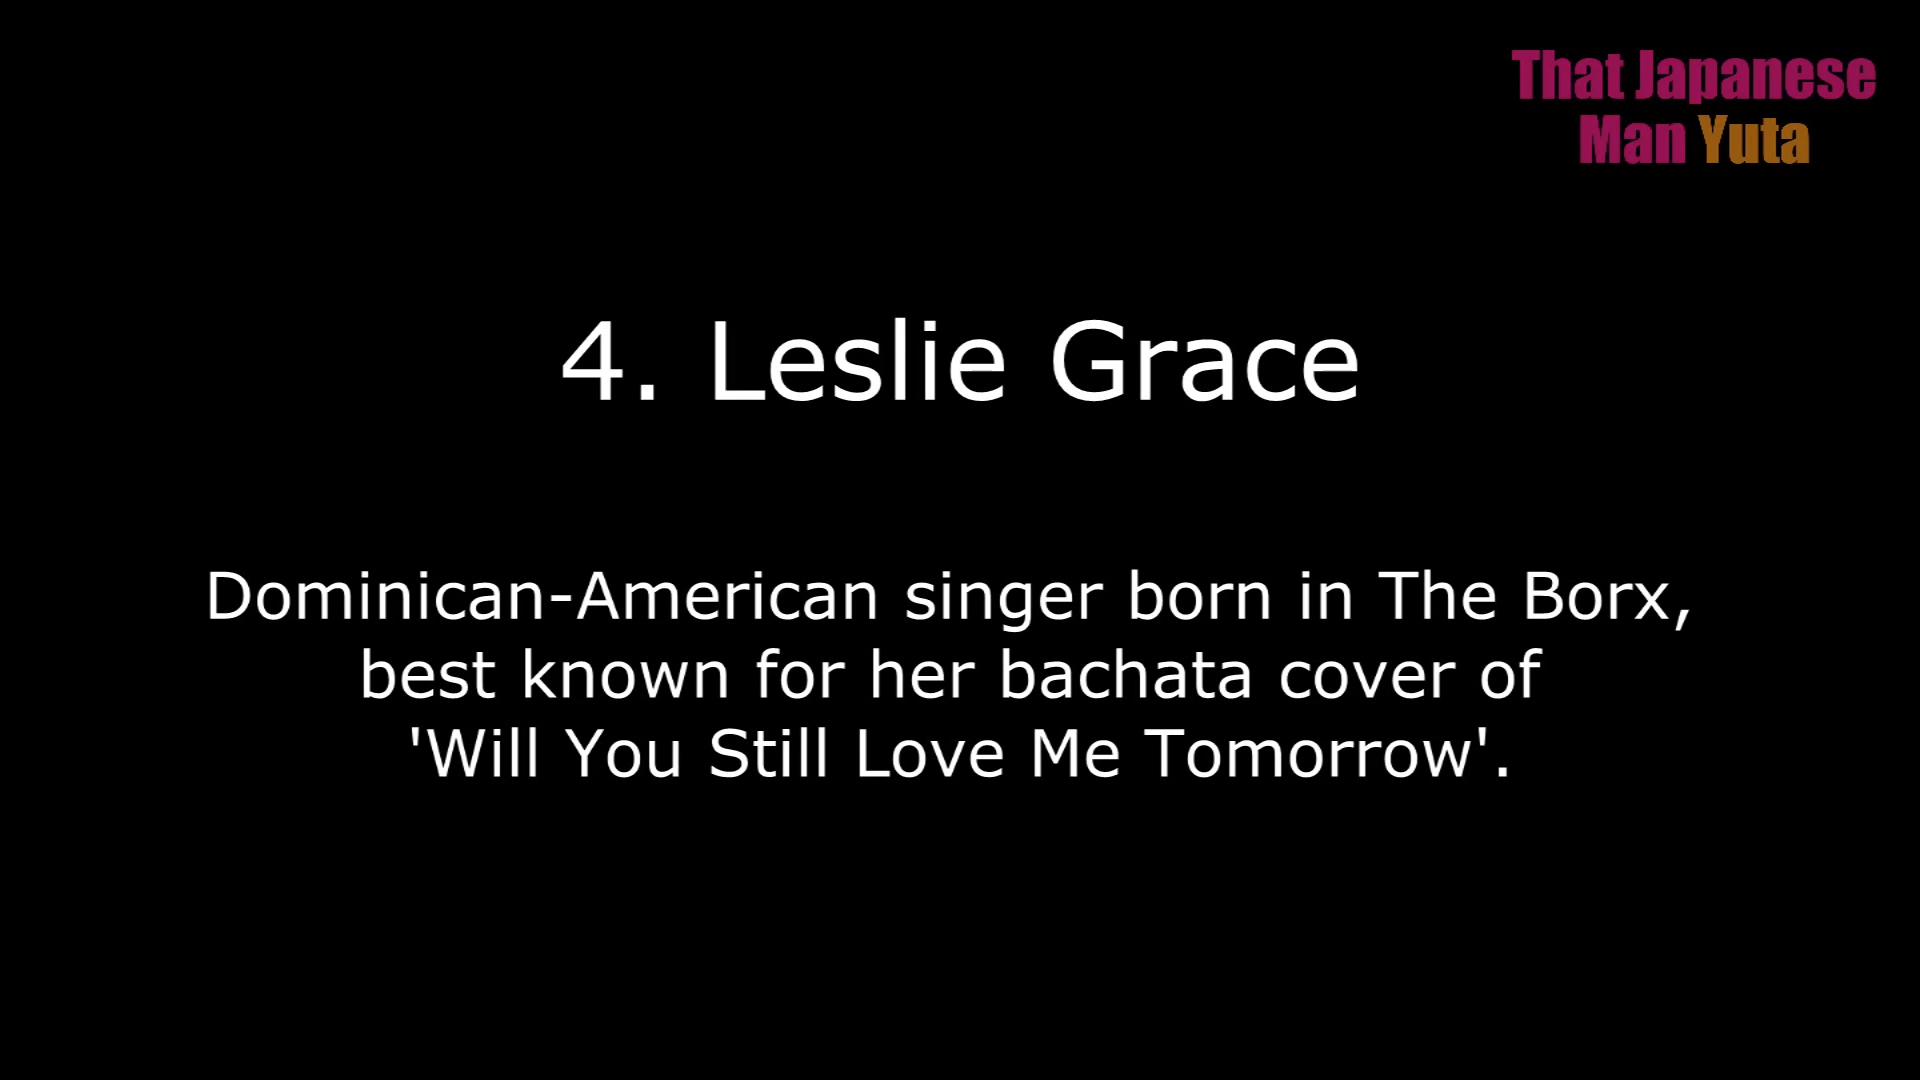 That Japanese
Man Yuta
4. Leslie Grace
Dominican-American singer born in The Borx,
best known for her bachata cover of
'Will You Still Love Me Tomorrow'.